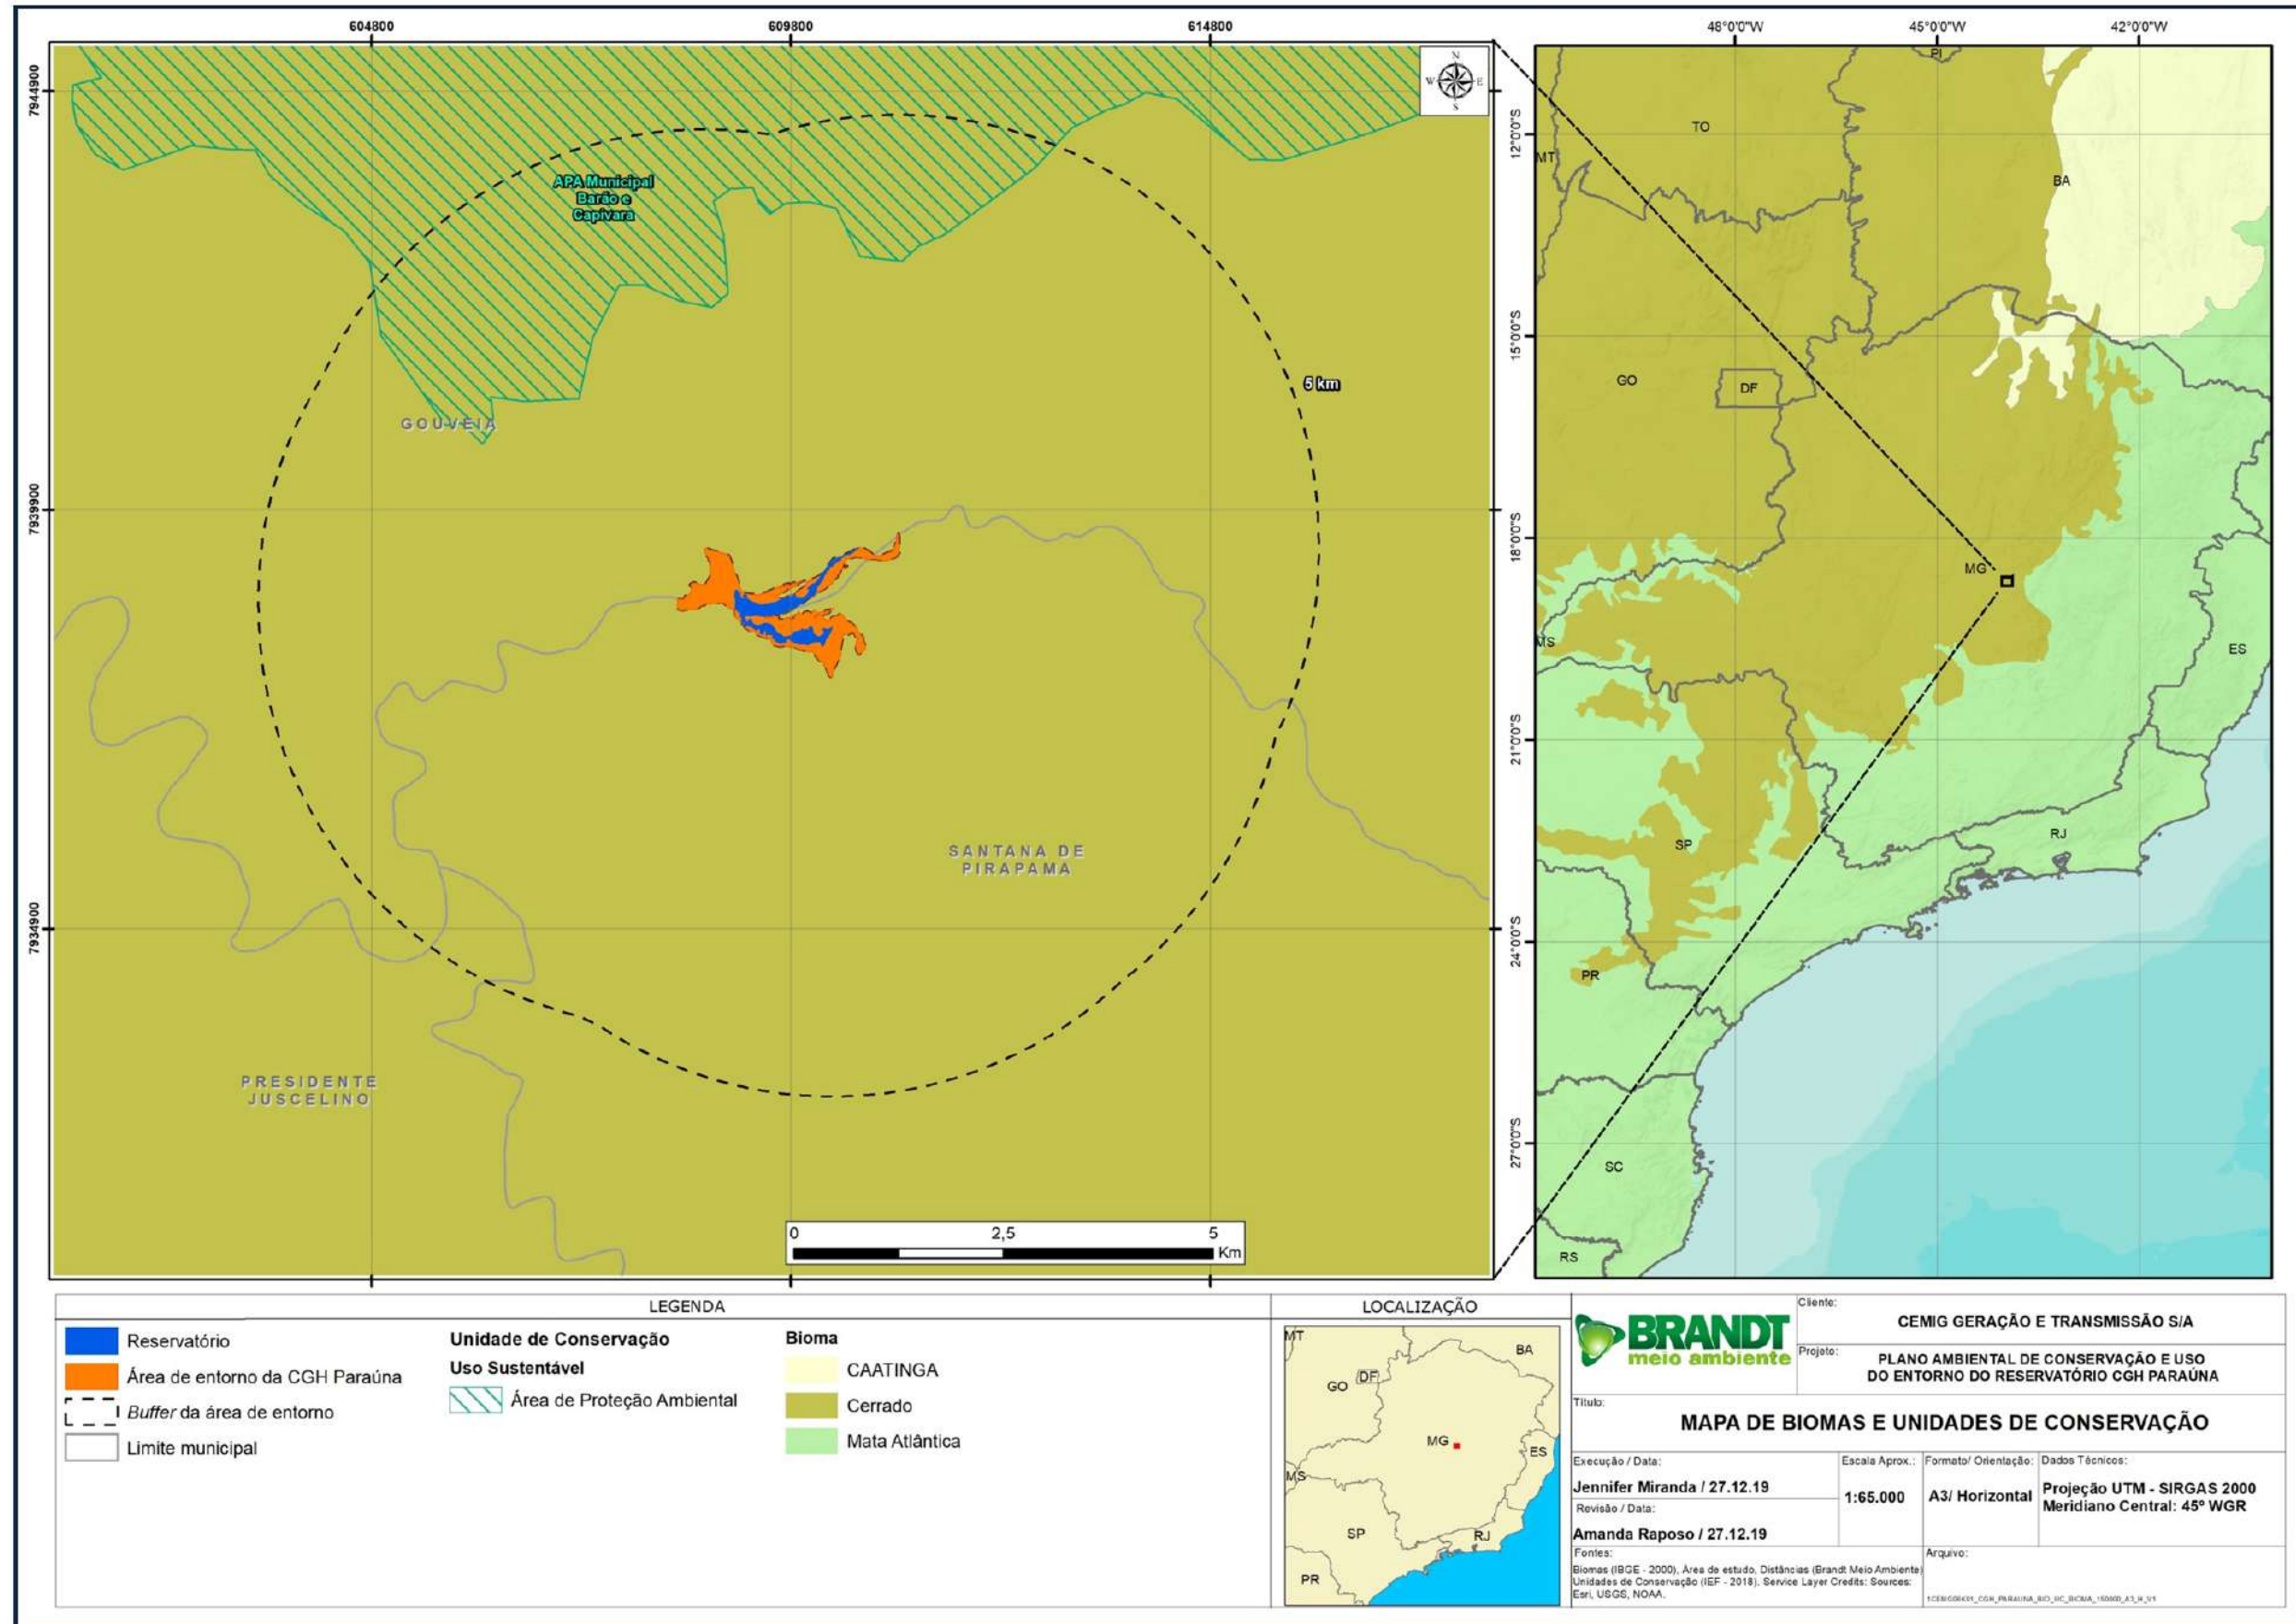 604800
609800
614800
48°0'0"W
45°0'0"W
42°0'0"W
7944900
7939900
7934900
N
W
E
S
APA Municipal
Barão e
Capivara
5 km
GOUVEIA
SANTANA DE
PIRAPAMA
PRESIDENTE
JUSCELINO
0
2,5
5
Km
12°0'0"S
15°0'0"S
18°0'0"S
21°0'0"S
24°0'0"S
27°0'0"S
PI
TO
MT
BA
GO
DF
MG
MS
ES
RJ
SP
PR
SC
RS
LEGENDA
Reservatório
Área de entorno da CGH Paraúna
Buffer da área de entorno
Limite municipal
Unidade de Conservação
Uso Sustentável
Área de Proteção Ambiental
Bioma
CAATINGA
Cerrado
Mata Atlântica
LOCALIZAÇÃO
MT
BA
DF
GO
MG
ES
MS
SP
RJ
PR
BRANDT
meio ambiente
Cliente:
CEMIG GERAÇÃO E TRANSMISSÃO S/A
Projeto:
PLANO AMBIENTAL DE CONSERVAÇÃO E USO
DO ENTORNO DO RESERVATÓRIO CGH PARAÚNA
Título:
MAPA DE BIOMAS E UNIDADES DE CONSERVAÇÃO
Execução / Data:
Jennifer Miranda / 27.12.19
Revisão / Data:
Amanda Raposo / 27.12.19
Escala Aprox.:
1:65.000
Formato/ Orientação:
A3/ Horizontal
Dados Técnicos:
Projeção UTM - SIRGAS 2000
Meridiano Central: 45º WGR
Fontes:
Biomas (IBGE - 2000), Área de estudo, Distâncias (Brandt Meio Ambiente)
Unidades de Conservação (IEF - 2018). Service Layer Credits: Sources:
Esri, USGS, NOAA.
Arquivo: